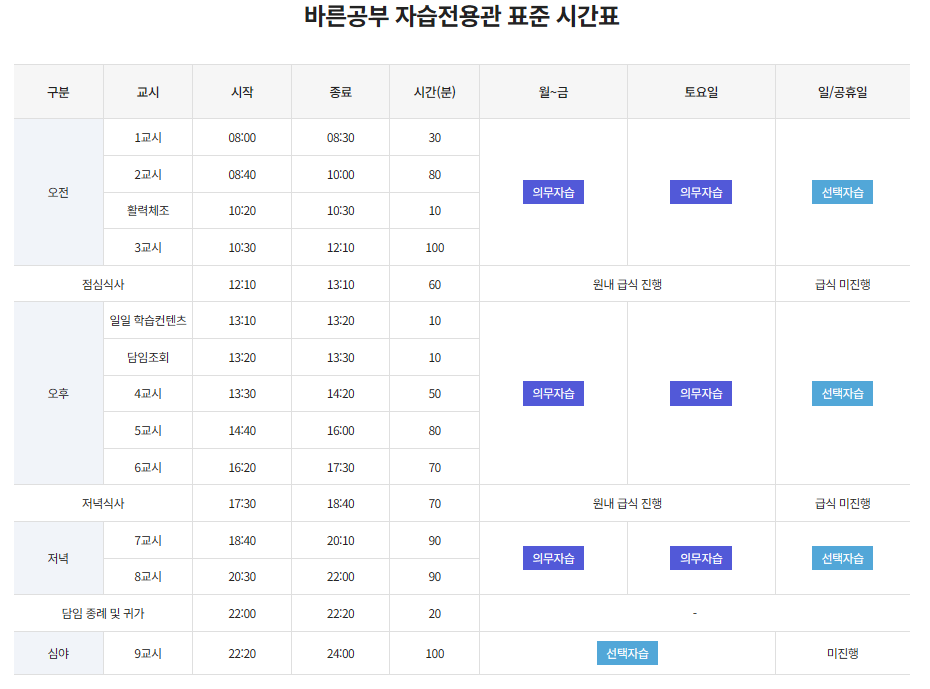 바른공부 자습전용관 표준 시간표
구분 교시 시작 종료 시간(분) 월~금 토요일 일/공휴일
오전 1교시 08:00 08:30 30 의무자습 의무자습 선택자습
2교시 08:40 10:00 80
활력체조 10:20 10:30 10
3교시 10:30 12:10 100
점심식사 12:10 13:10 60 원내 급식 진행 급식 미진행
오후 일일 학습컨텐츠 13:10 13:20 10 의무자습 의무자습 선택자습
담임조회 13:20 13:30 10
4교시 13:30 14:20 50
5교시 14:40 16:00 80
6교시 16:20 17:30 70
저녁식사 17:30 18:40 70 원내 급식 진행 급식 미진행
저녁 7교시 18:40 20:10 90 의무자습 의무자습 선택자습
8교시 20:30 22:00 90
담임 종례 및 귀가 22:00 22:20 20 -
심야 9교시 22:20 24:00 100 선택자습 미진행